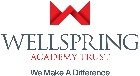 WELLSPRING
ACADEMY TRUST
We Make A Difference